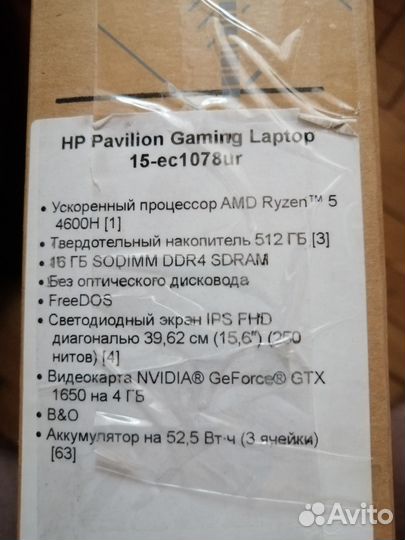 HP Pavilion Gaming Laptop
15-ec1078ur
• Ускоренный процессор AMD Ryzen™ 5
4600H [1]
• Твердотельный накопитель 512 ГБ [3]
• 16 ГБ SODIMM DDR4 SDRAM
• Без оптического дисковода
• FreeDOS
• Светодиодный экран IPS FHD
диагональю 39,62 см (15,6") (250
нитов) [4]
• Видеокарта NVIDIA® GeForce® GTX
1650 на 4 ГБ
• B&O
• Аккумулятор на 52,5 Вт·ч (3 ячейки)
[63]
Avito